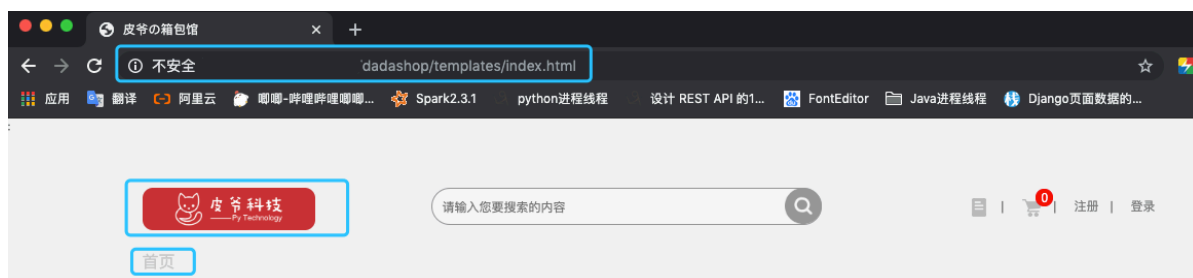 皮爷の箱包馆
不安全 dadashop/templates/index.html
应用 翻译 阿里云 唧唧-哔哩哔哩唧唧... Spark2.3.1 python进程线程 设计 REST API 的1... FontEditor Java进程线程 Django页面数据的...
皮爷科技
Py Technology
请输入您要搜索的内容
0
注册 | 登录
首页